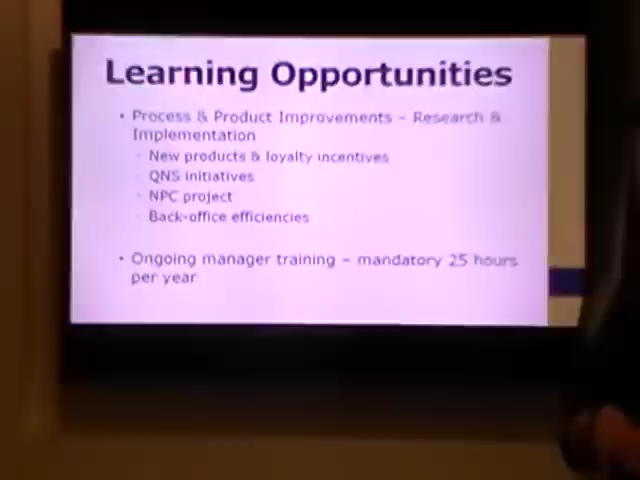 Learning Opportunities
• Process & Product Improvements – Research &
Implementation
New products & loyalty incentives
QNS initiatives
NPC project
Back-office efficiencies
• Ongoing manager training – mandatory 25 hours
per year